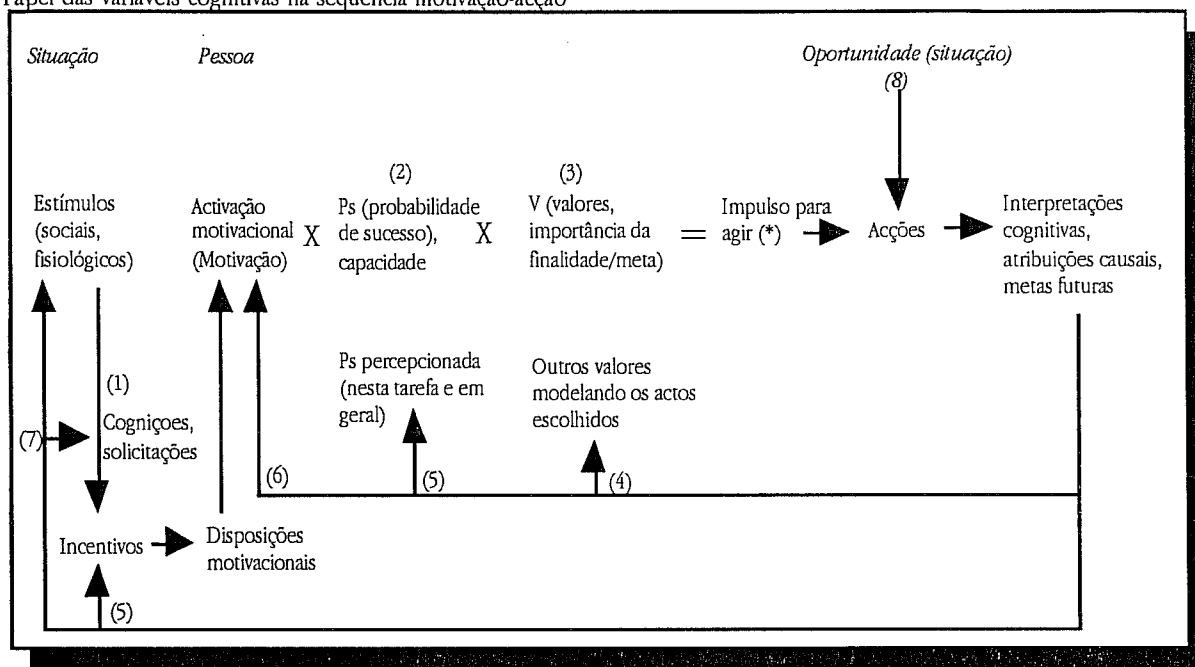 Papel das variáveis cognitivas na sequência motivação-acção
Situação
Pessoa
Oportunidade (situação)
(8)
(2)
(3)
Estímulos
(sociais,
fisiológicos)
Activação
motivacional
(Motivação)
X
Ps (probabilidade
de sucesso),
capacidade
X
V (valores,
importância da
finalidade/meta)
=
Impulso para
agir (*)
Acções
Interpretações
cognitivas,
atribuições causais,
metas futuras
(1)
Cogniçoes,
solicitações
(7)
Ps percepcionada
(nesta tarefa e em
geral)
Outros valores
modelando os actos
escolhidos
(6)
(5)
(4)
Incentivos
Disposições
motivacionais
(5)